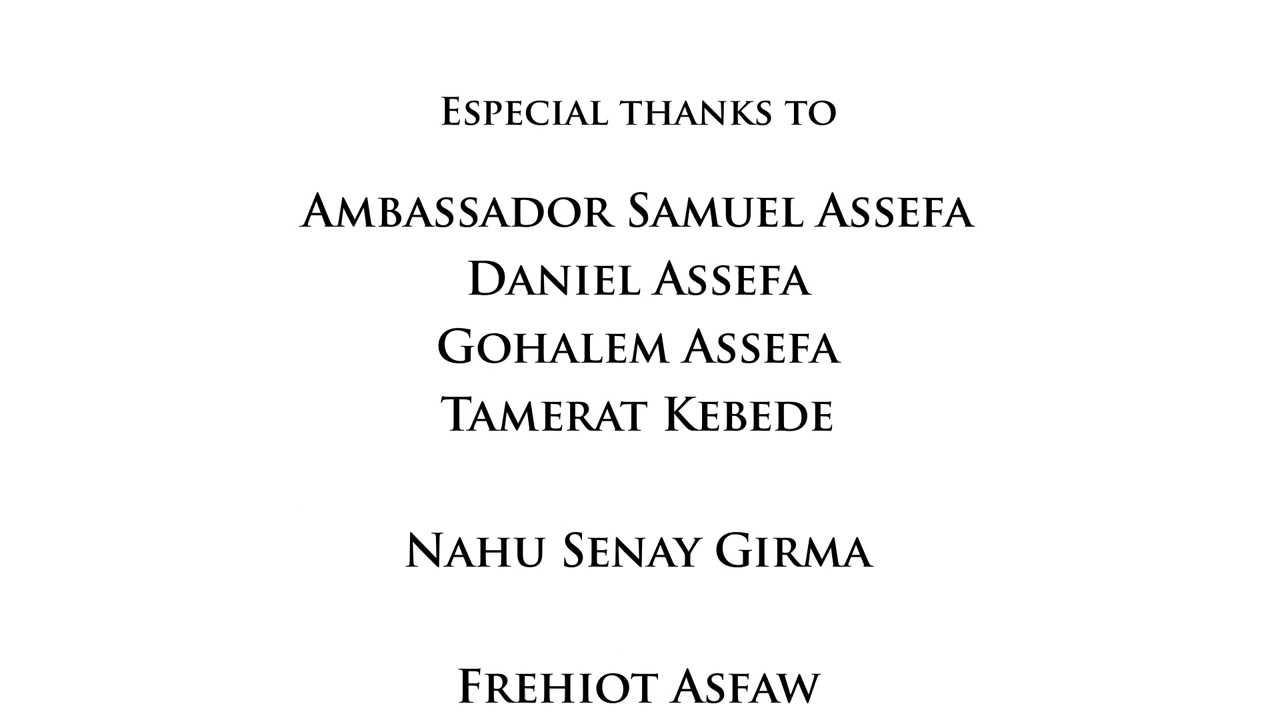 Especial thanks to
Ambassador Samuel Assefa
Daniel Assefa
Gohalem Assefa
Tamerat Kebede
Nahu Senay Girma
Frehiot Asfaw